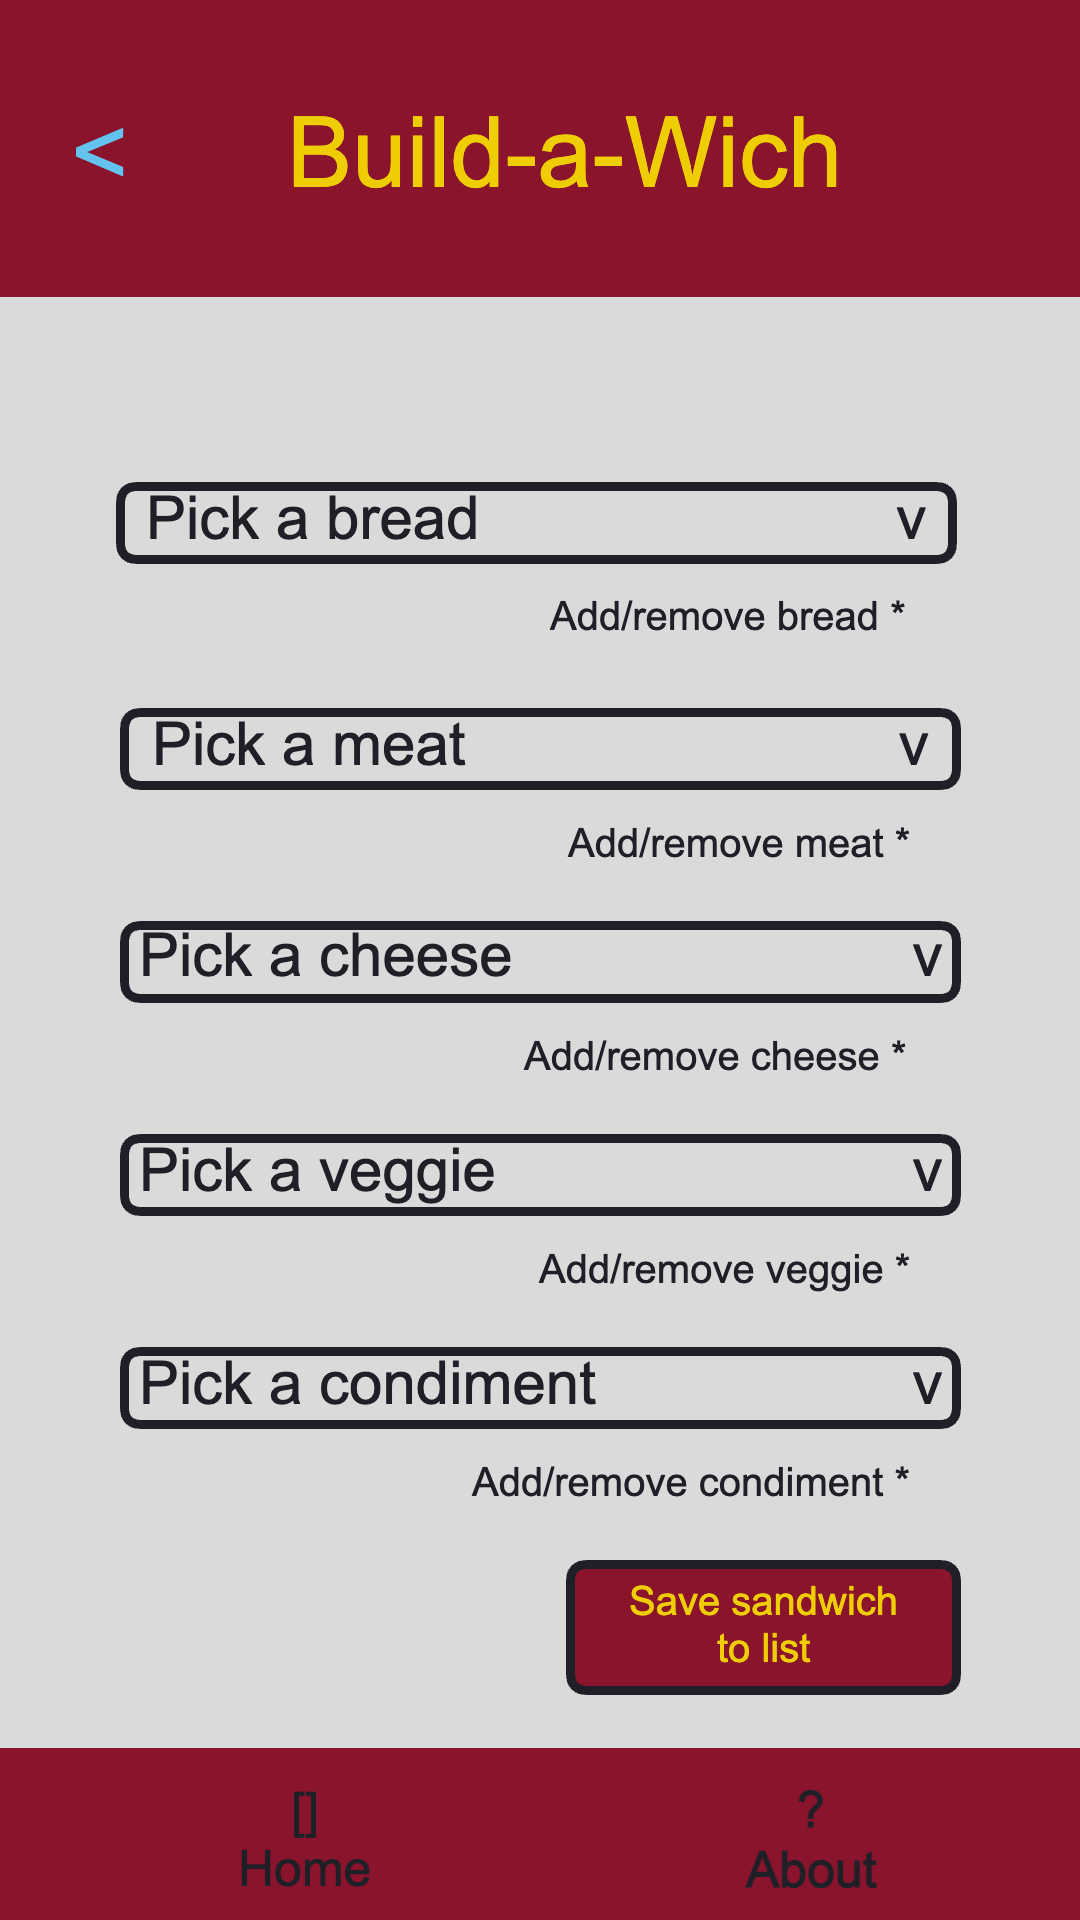 < Build-a-Wich
Pick a bread v
Add/remove bread *
Pick a meat v
Add/remove meat *
Pick a cheese v
Add/remove cheese *
Pick a veggie v
Add/remove veggie *
Pick a condiment v
Add/remove condiment *
Save sandwich
to list
[] ?
Home About